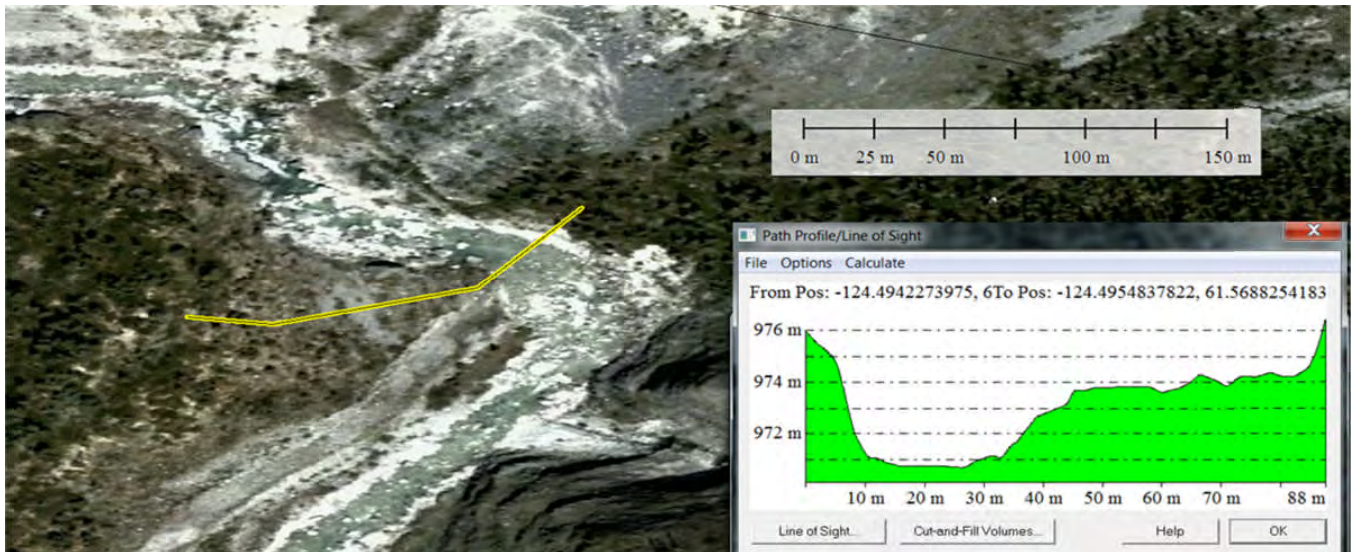 0 m 25 m 50 m 100 m 150 m
Path Profile/Line of Sight
File Options Calculate
From Pos: -124.4942273975, 6To Pos: -124.4954837822, 61.5688254183
976 m
974 m
972 m
10 m 20 m 30 m 40 m 50 m 60 m 70 m 88 m
Line of Sight... Cut-and-Fill Volumes... Help OK